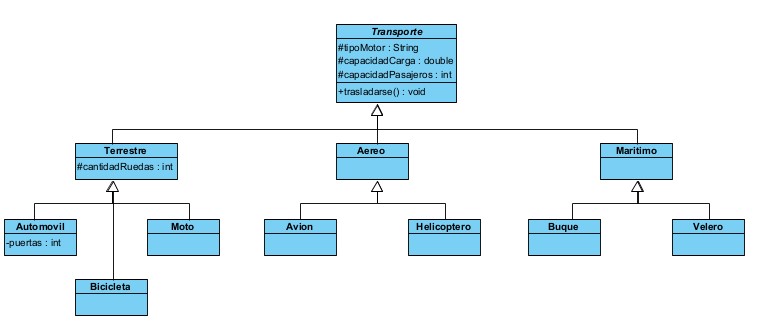 Transporte
#tipoMotor : String
#capacidadCarga : double
#capacidadPasajeros : int
+trasladarse() : void
Terrestre
#cantidadRuedas : int
Aereo
Maritimo
Automovil
-puertas : int
Moto
Avion
Helicoptero
Buque
Velero
Bicicleta